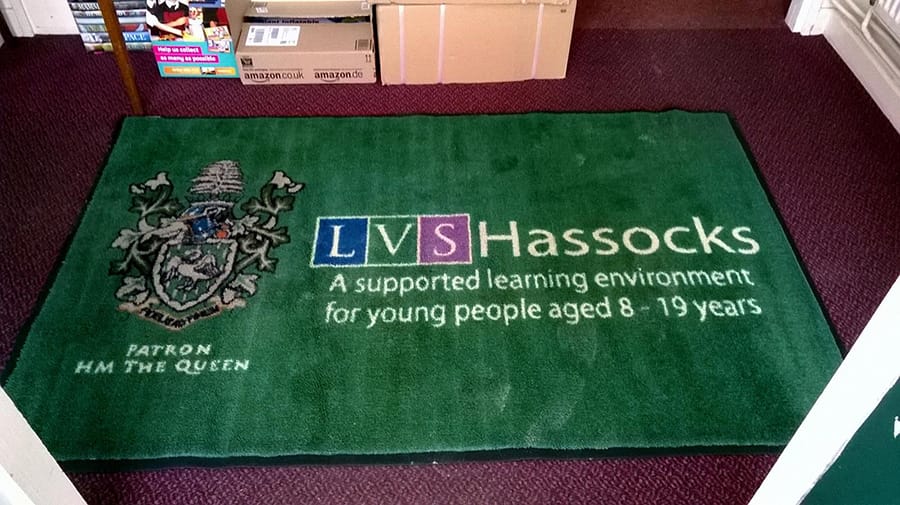 PACE
Help us collect
as many as possible
amazon.co.uk amazon.de
LVS Hassocks
A supported learning environment
for young people aged 8 - 19 years
PATRON
HM THE QUEEN